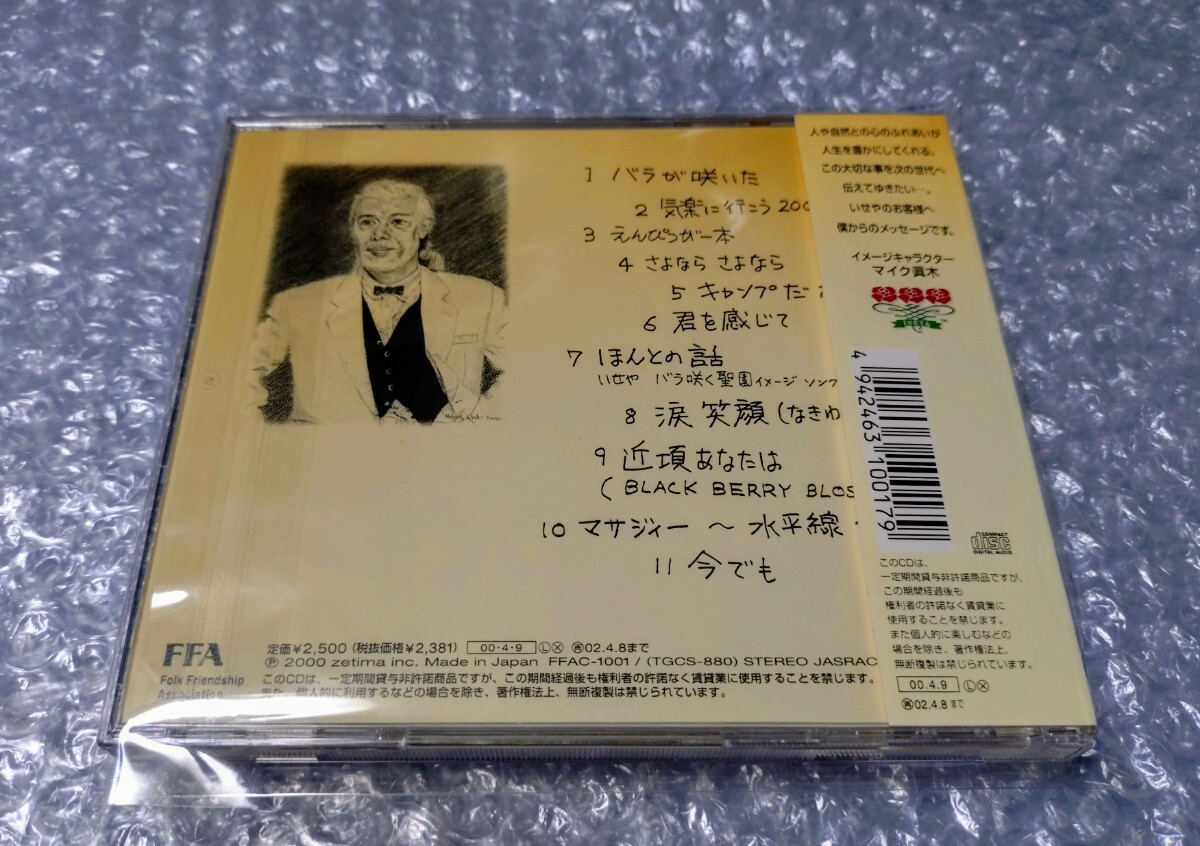 1 バラが咲いた
2 気楽に行こう 200
3 えんぴつが一本
4 さよなら さよなら
5 キャンプだ
6 君を感じて
7 ほんとの話
いせや バラ咲く聖園イメージ ソング
8 涙 笑顔 (なきゆ
9 近頃あなたは
( BLACK BERRY BLOS
10 マサジィー 〜 水平線
11 今でも
FFA
Folk Friendship
Association
定価¥2,500 (税抜価格¥2,381) 00・4・9 Ⓛ再02.4.8まで
Ⓟ 2000 zetima inc. Made in Japan FFAC-1001 / (TGCS-880) STEREO JASRAC
このCDは、一定期間貸与非許諾商品ですが、この期間経過後も権利者の許諾なく賃貸業に使用することを禁じます。
また、個人的に利用するなどの場合を除き、著作権法上、無断複製は禁じられています。
人や自然との心のふれあいが
人生を豊かにしてくれる。
この大切な事を次の世代へ
伝えてゆきたい…。
いせやのお客様へ
僕からのメッセージです。
イメージキャラクター
マイク眞木
ISEYA
4 942463 100179
COMPACT
disc
DIGITAL AUDIO
このCDは、
一定期間貸与非許諾商品ですが、
この期間経過後も
権利者の許諾なく賃貸業に
使用することを禁じます。
また個人的に楽しむなどの
場合を除き、著作権法上、
無断複製は禁じられています。
00.4.9 Ⓛ
再02.4.8まで